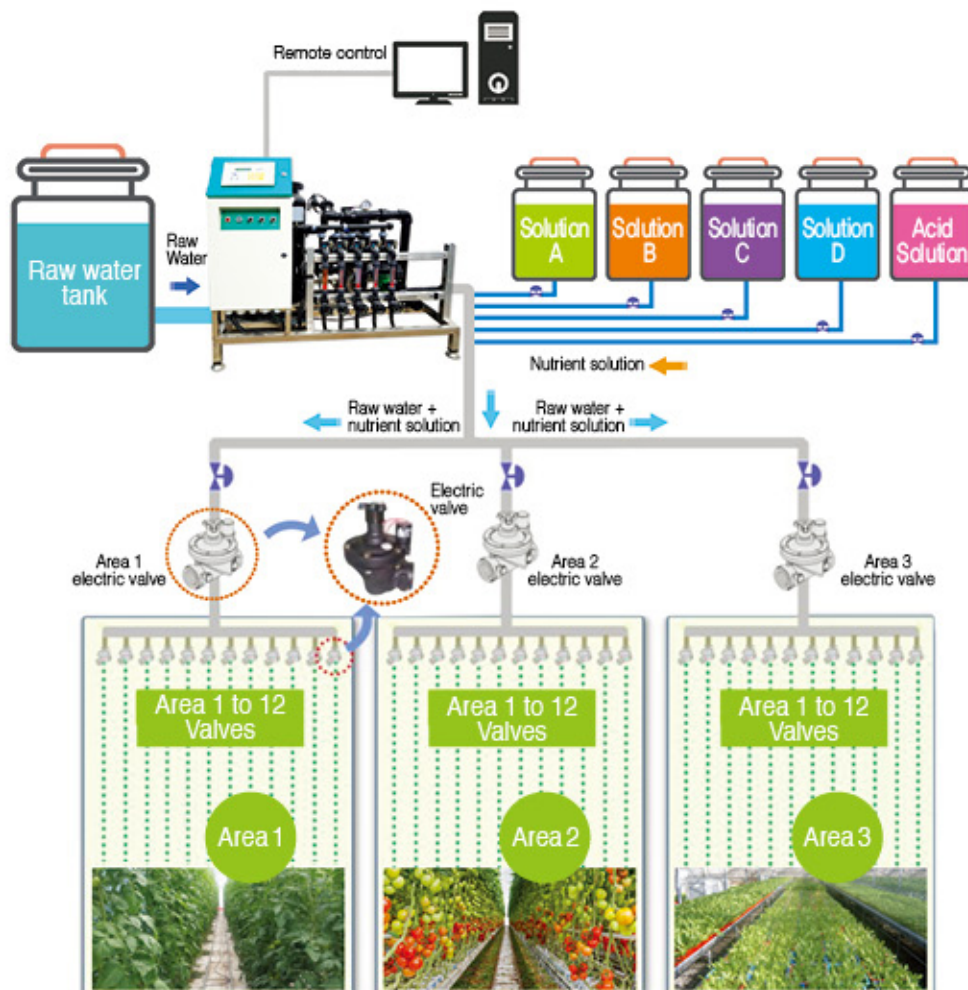 Remote control
Raw water
tank
Raw
Water
Solution
A
Solution
B
Solution
C
Solution
D
Acid
Solution
Nutrient solution
Raw water +
nutrient solution
Raw water +
nutrient solution
Electric
valve
Area 1
electric valve
Area 2
electric valve
Area 3
electric valve
Area 1 to 12
Valves
Area 1 to 12
Valves
Area 1 to 12
Valves
Area 1
Area 2
Area 3